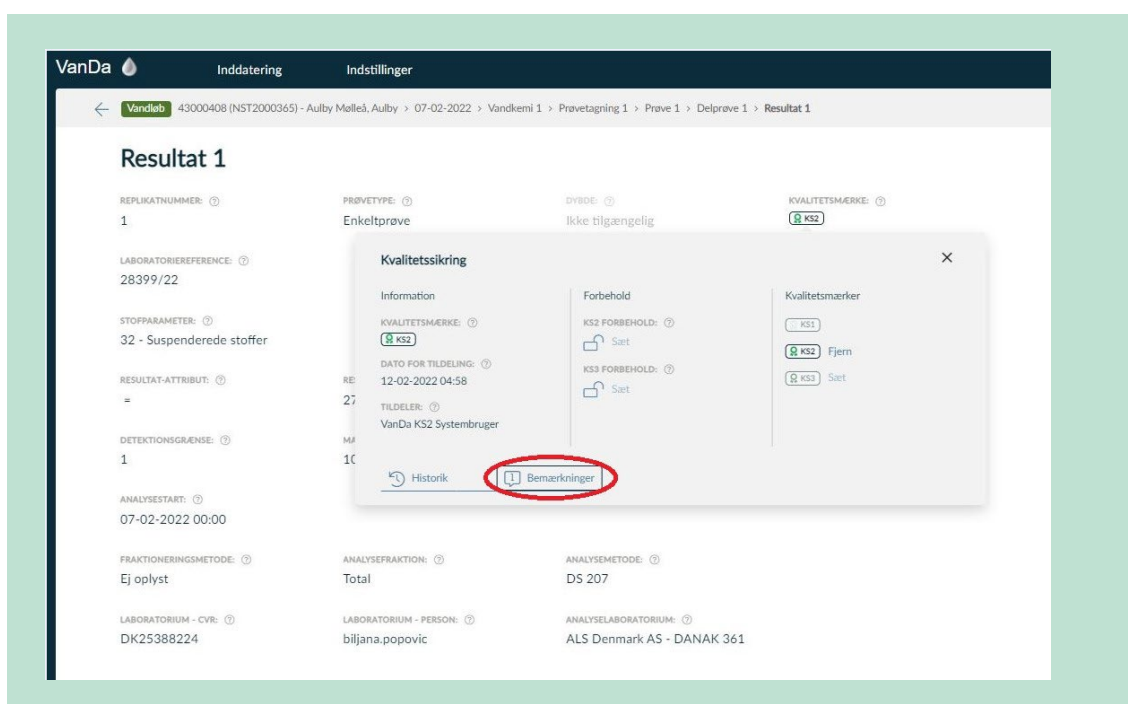 VanDa Inddatering Indstillinger
← Vandløb 43000408 (NST2000365) - Aulby Mølleå, Aulby > 07-02-2022 > Vandkemi 1 > Prøvetagning 1 > Prøve 1 > Delprøve 1 > Resultat 1
Resultat 1
REPLIKATNUMMER: ? PRØVETYPE: ? DYBDE: ? KVALITETSMÆRKE: ?
1 Enkeltprøve Ikke tilgængelig KS2
LABORATORIEREFERENCE: ?
28399/22
STOFPARAMETER: ?
32 - Suspenderede stoffer
RESULTAT-ATTRIBUT: ? RE
= 27
DETEKTIONSGRÆNSE: ?
1 10
ANALYSESTART: ?
07-02-2022 00:00
Kvalitetssikring ×
Information Forbehold Kvalitetsmærker
KVALITETSMÆRKE: ? KS2 FORBEHOLD: ? KS1
KS2 Sæt KS2 Fjern
DATO FOR TILDELING: ? KS3 FORBEHOLD: ? KS3 Sæt
12-02-2022 04:58 Sæt
TILDELER: ?
VanDa KS2 Systembruger
Historik 1 Bemærkninger
FRAKTIONERINGSMETODE: ? ANALYSEFRAKTION: ? ANALYSEMETODE: ?
Ej oplyst Total DS 207
LABORATORIUM - CVR: ? LABORATORIUM - PERSON: ? ANALYSELABORATORIUM: ?
DK25388224 biljana.popovic ALS Denmark AS - DANAK 361